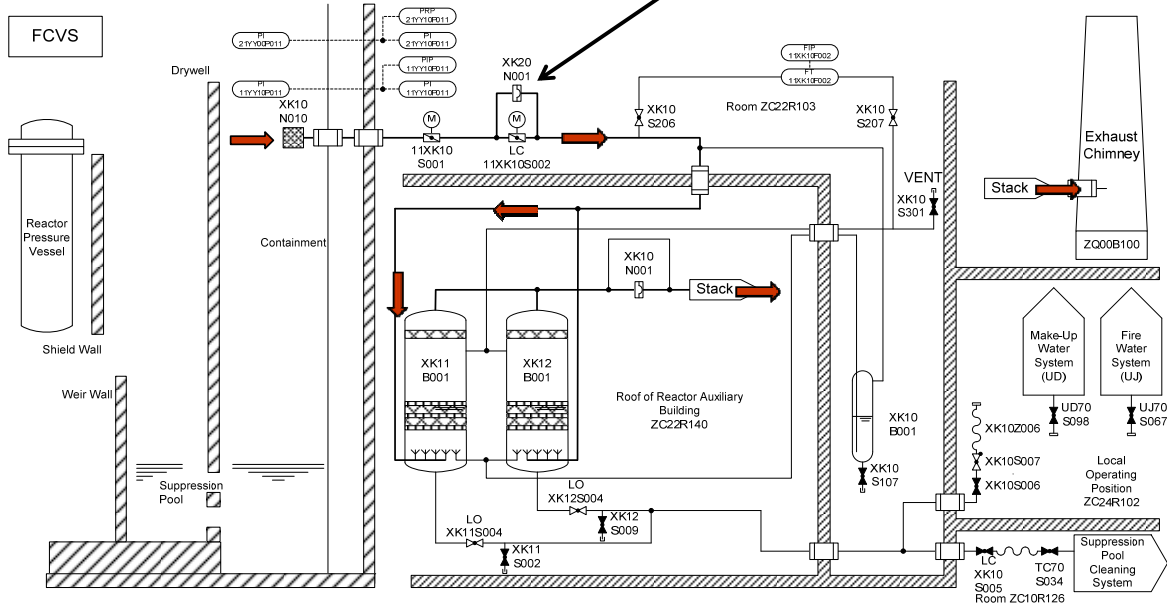 FCVS
PRP
21YY10P011
PI
21YY00P011
PI
21YY10P011
PIP
11YY10P011
PI
11YY10P011
PI
11YY10P011
Drywell
XK10
N010
XK20
N001
M
M
11XK10
S001
LC
11XK10S002
FIP
11XK10F002
FT
11XK10F002
XK10
S206
Room ZC22R103
XK10
S207
VENT
XK10
S301
Exhaust
Chimney
Stack
ZQ00B100
Reactor
Pressure
Vessel
Containment
Shield Wall
Weir Wall
XK10
N001
Stack
XK11
B001
XK12
B001
Roof of Reactor Auxiliary
Building
ZC22R140
XK10
B001
XK10
S107
Make-Up
Water
System
(UD)
Fire
Water
System
(UJ)
UD70
S098
UJ70
S067
XK10Z006
XK10S007
XK10S006
Local
Operating
Position
ZC24R102
Suppression
Pool
LO
XK12S004
XK12
S009
LO
XK11S004
XK11
S002
LC
XK10
S005
TC70
S034
Room ZC10R126
Suppression
Pool
Cleaning
System